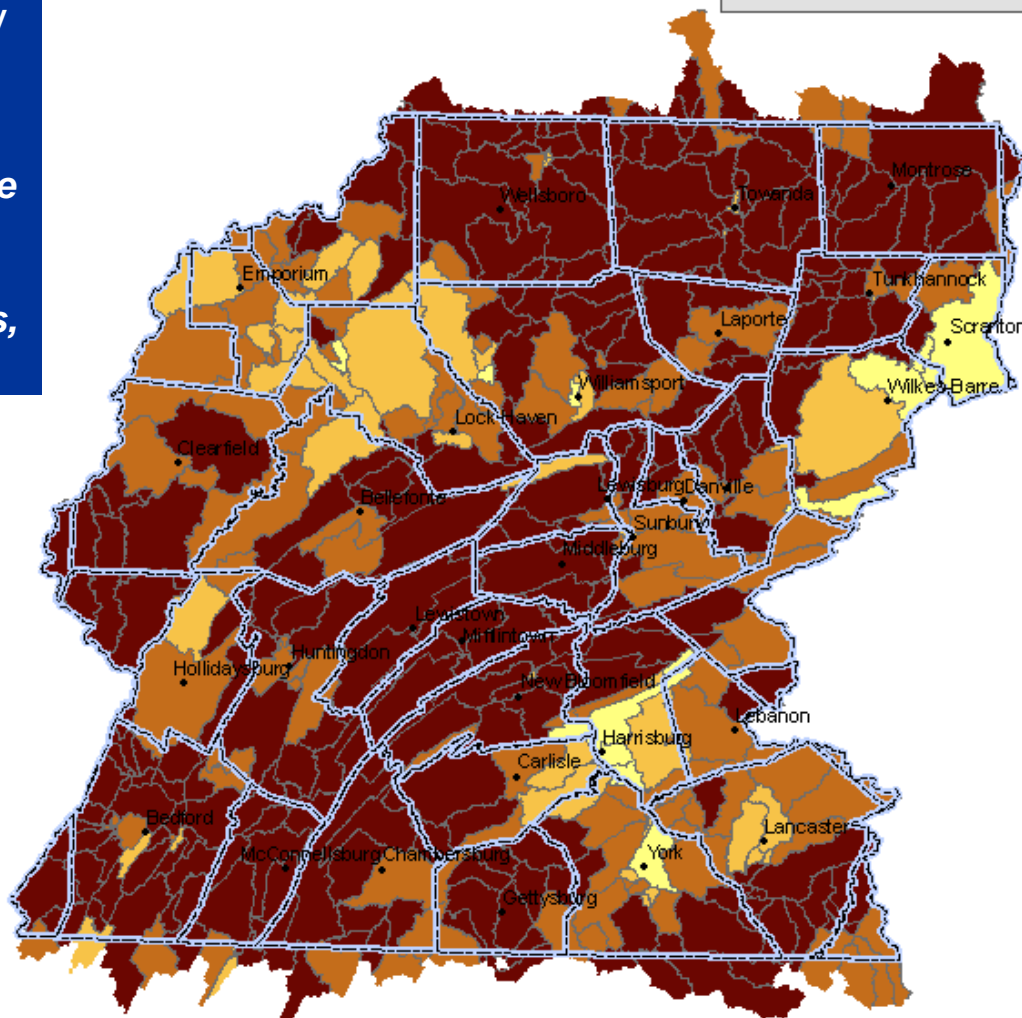 y
e
s,
Wellsboro
Towanda
Montrose
Emporium
Tunkhannock
Laporte
Scranton
Williamsport
Wilkes-Barre
Lock Haven
Clearfield
Bellefonte
Lewisburg
Danville
Sunbury
Middleburg
Lewistown
Mifflintown
Huntingdon
Hollidaysburg
New Bloomfield
Lebanon
Harrisburg
Carlisle
Bedford
Lancaster
McConnellsburg
Chambersburg
York
Gettysburg